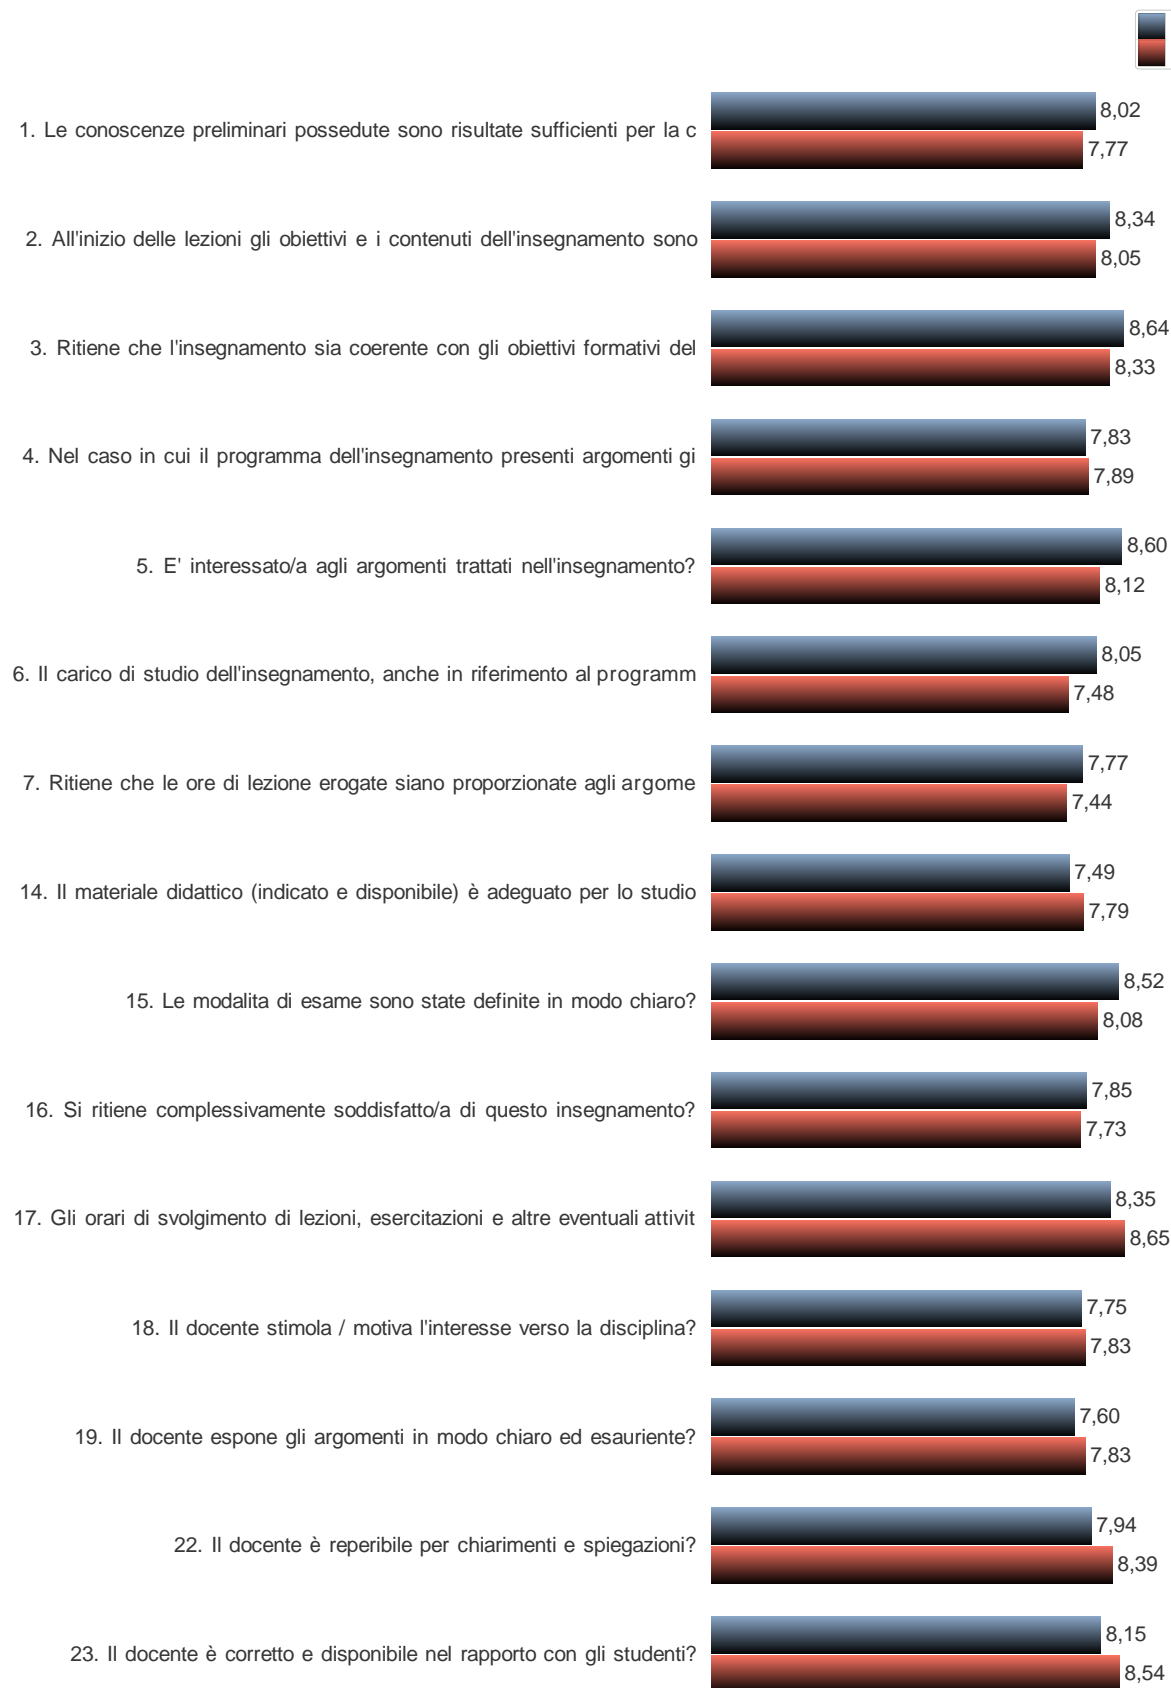 1. Le conoscenze preliminari possedute sono risultate sufficienti per la c
8,02
7,77
2. All'inizio delle lezioni gli obiettivi e i contenuti dell'insegnamento sono
8,34
8,05
3. Ritiene che l'insegnamento sia coerente con gli obiettivi formativi del
8,64
8,33
4. Nel caso in cui il programma dell'insegnamento presenti argomenti gi
7,83
7,89
5. E' interessato/a agli argomenti trattati nell'insegnamento?
8,60
8,12
6. Il carico di studio dell'insegnamento, anche in riferimento al programm
8,05
7,48
7. Ritiene che le ore di lezione erogate siano proporzionate agli argome
7,77
7,44
14. Il materiale didattico (indicato e disponibile) è adeguato per lo studio
7,49
7,79
15. Le modalita di esame sono state definite in modo chiaro?
8,52
8,08
16. Si ritiene complessivamente soddisfatto/a di questo insegnamento?
7,85
7,73
17. Gli orari di svolgimento di lezioni, esercitazioni e altre eventuali attivit
8,35
8,65
18. Il docente stimola / motiva l'interesse verso la disciplina?
7,75
7,83
19. Il docente espone gli argomenti in modo chiaro ed esauriente?
7,60
7,83
22. Il docente è reperibile per chiarimenti e spiegazioni?
7,94
8,39
23. Il docente è corretto e disponibile nel rapporto con gli studenti?
8,15
8,54